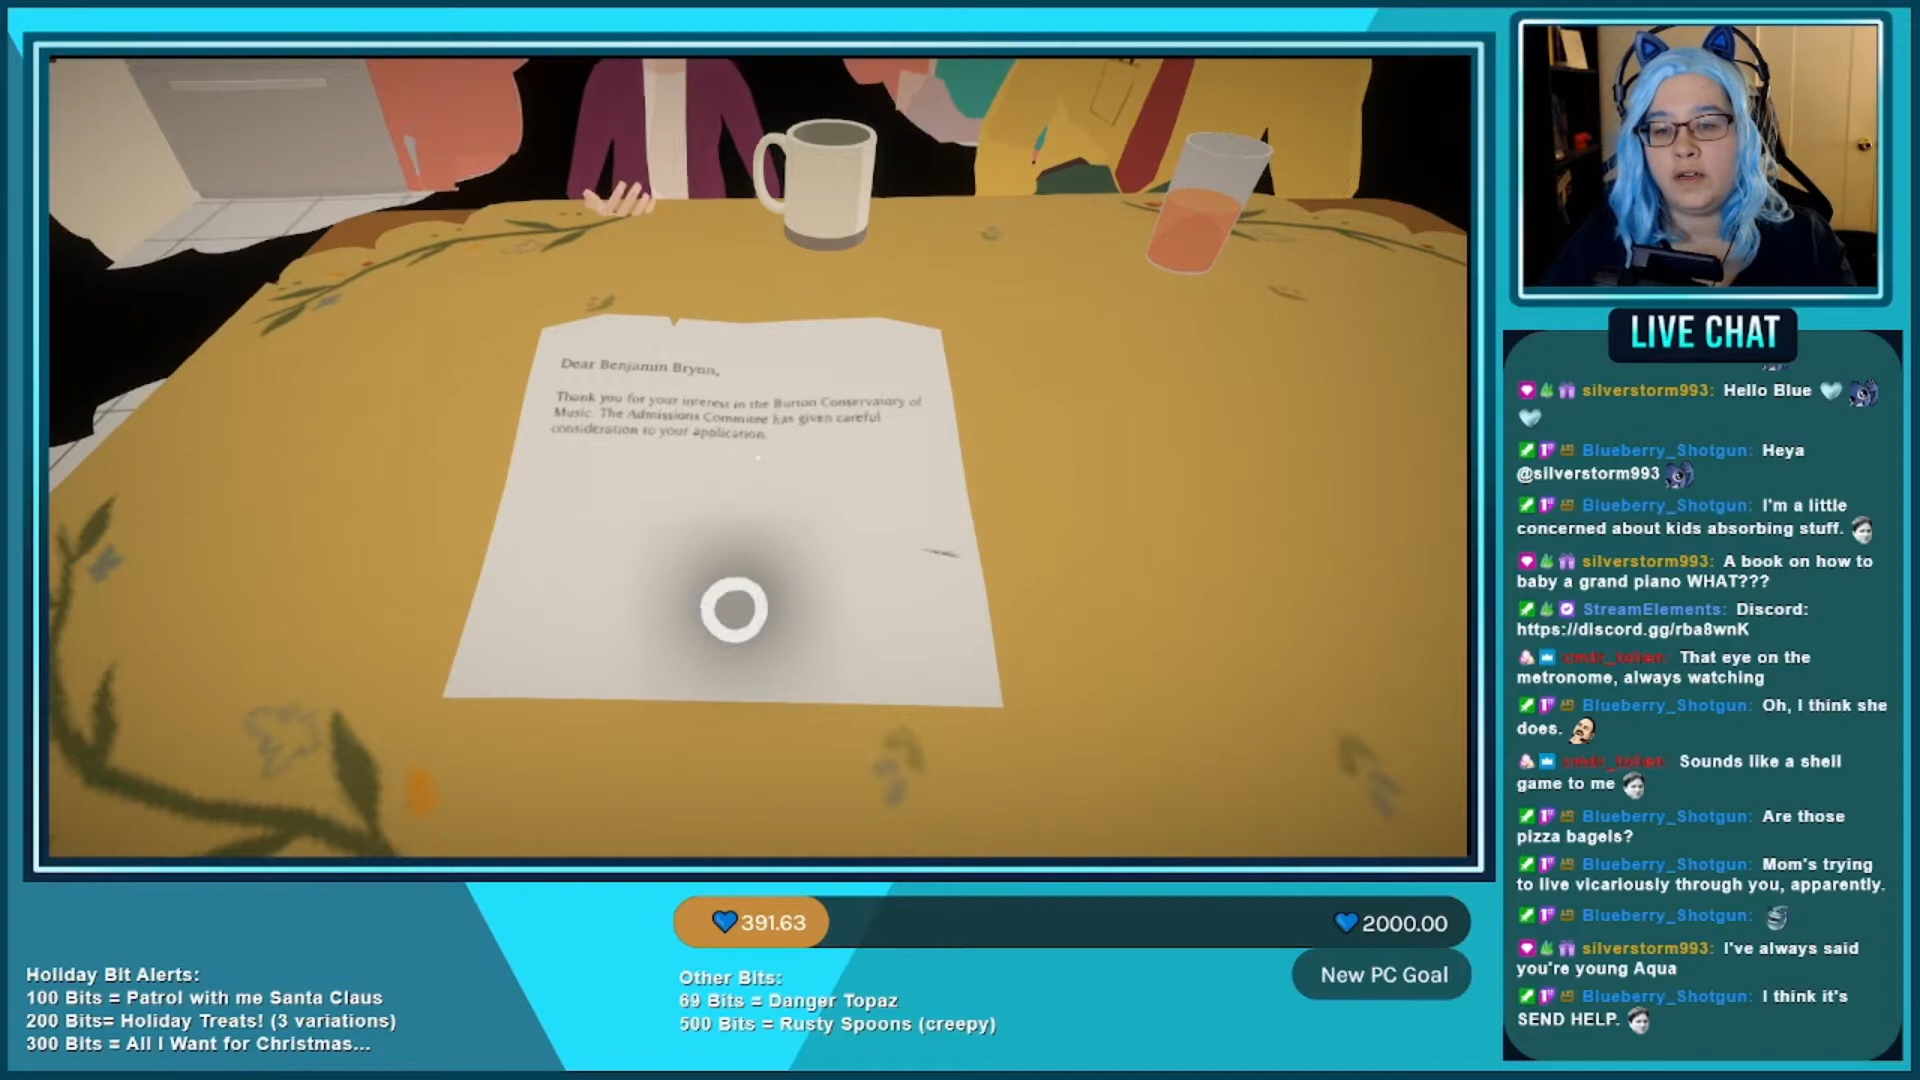 Dear Benjamin Brynn,
Thank you for your interest in the Burton Conservatory of
Music. The Admissions Commitee has given careful
consideration to your application.
LIVE CHAT
silverstorm993: Hello Blue
Blueberry_Shotgun: Heya
@silverstorm993
Blueberry_Shotgun: I'm a little
concerned about kids absorbing stuff.
silverstorm993: A book on how to
baby a grand piano WHAT???
StreamElements: Discord:
https://discord.gg/rba8wnK
That eye on the
metronome, always watching
Blueberry_Shotgun: Oh, I think she
does.
Sounds like a shell
game to me
Blueberry_Shotgun: Are those
pizza bagels?
Blueberry_Shotgun: Mom's trying
to live vicariously through you, apparently.
Blueberry_Shotgun:
silverstorm993: I've always said
you're young Aqua
Blueberry_Shotgun: I think it's
SEND HELP.
391.63
2000.00
New PC Goal
Holiday Bit Alerts:
100 Bits = Patrol with me Santa Claus
200 Bits= Holiday Treats! (3 variations)
300 Bits = All I Want for Christmas...
Other Bits:
69 Bits = Danger Topaz
500 Bits = Rusty Spoons (creepy)